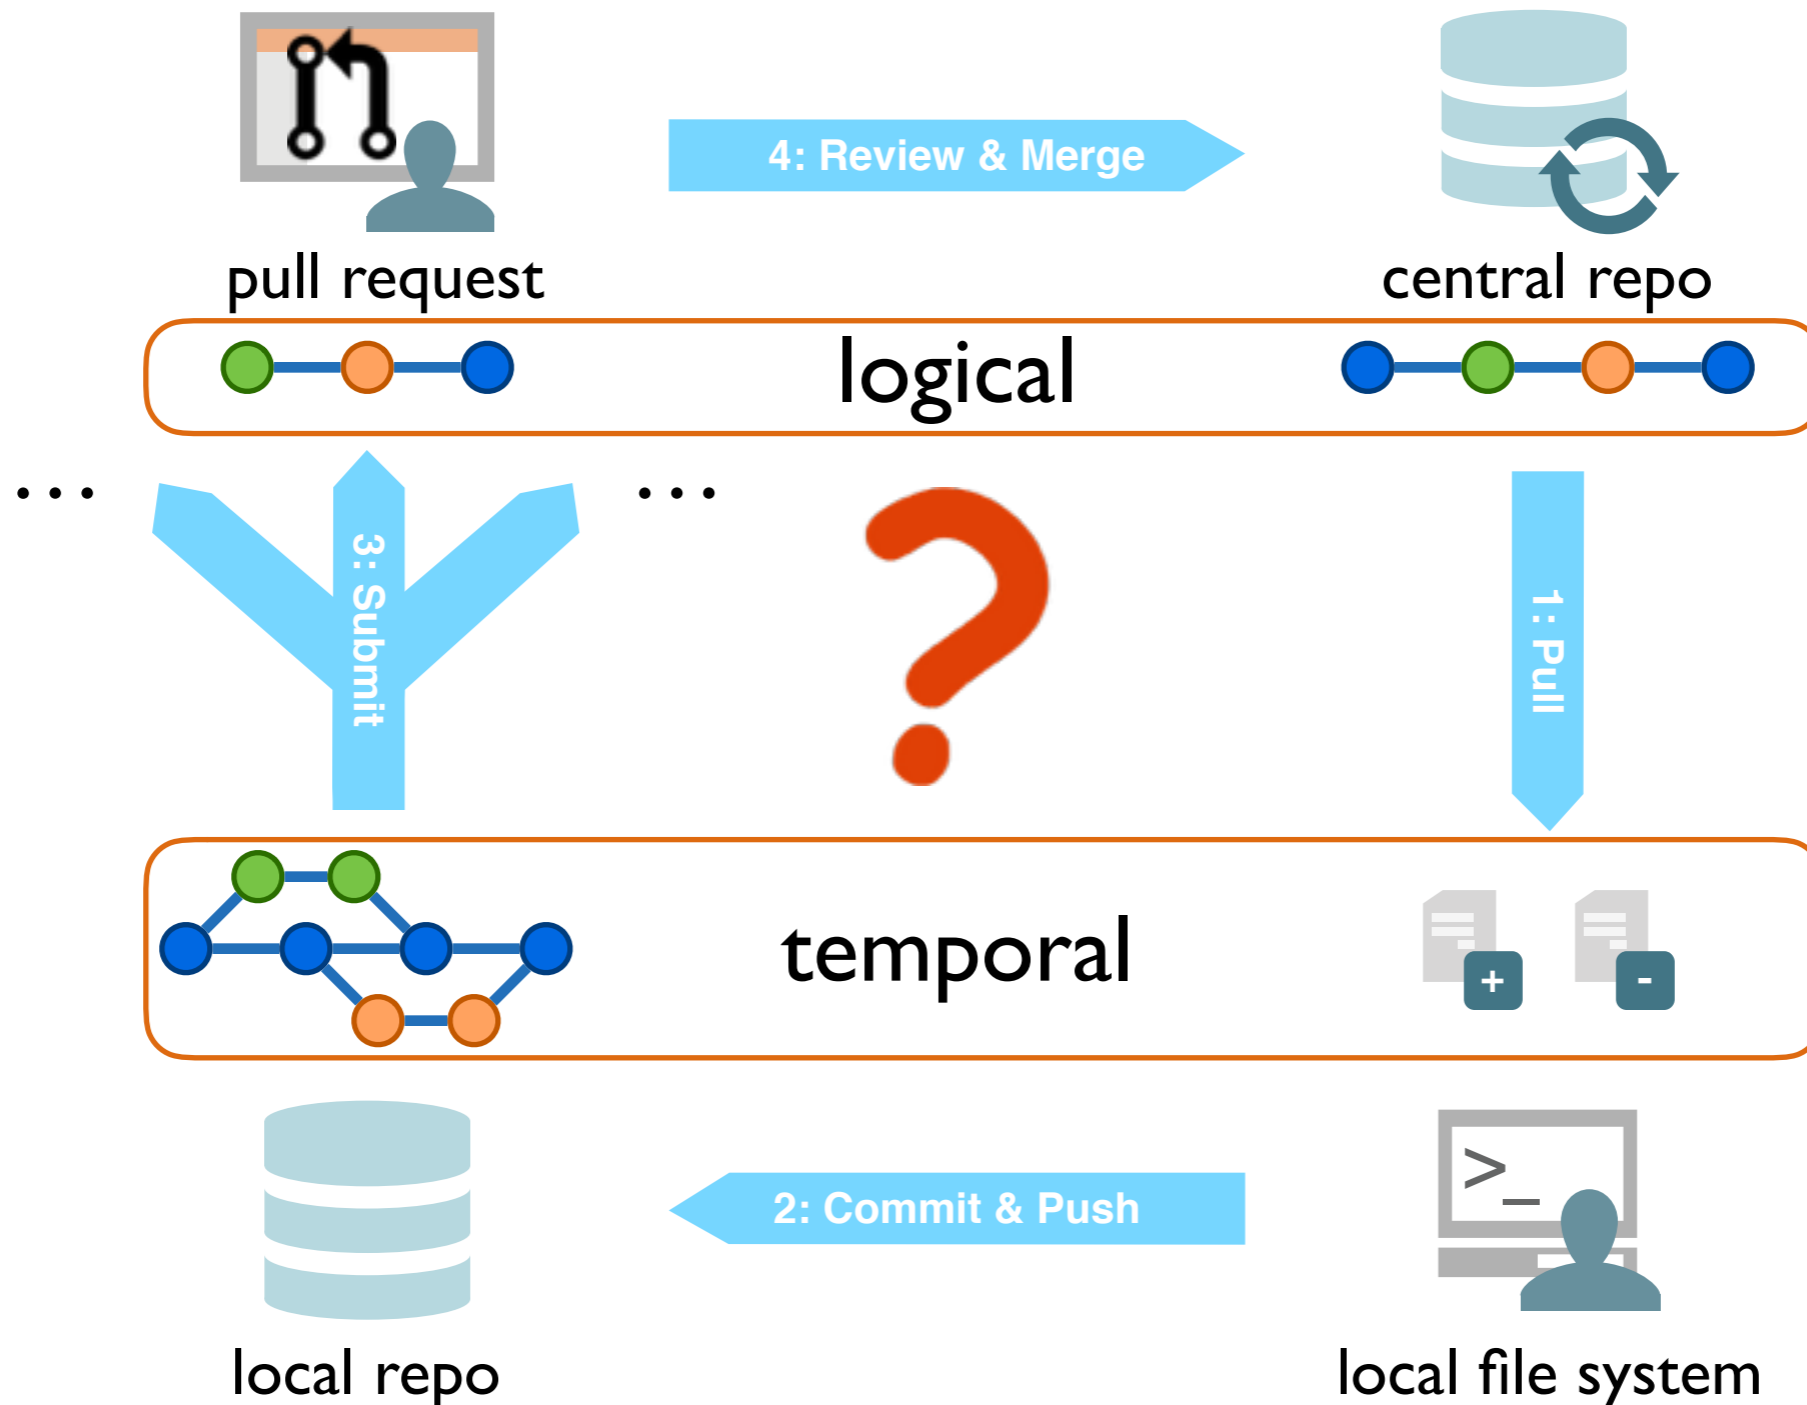 4: Review & Merge
pull request
central repo
logical
... ...
3: Submit
1: Pull
temporal
+ -
>_
2: Commit & Push
local repo
local file system